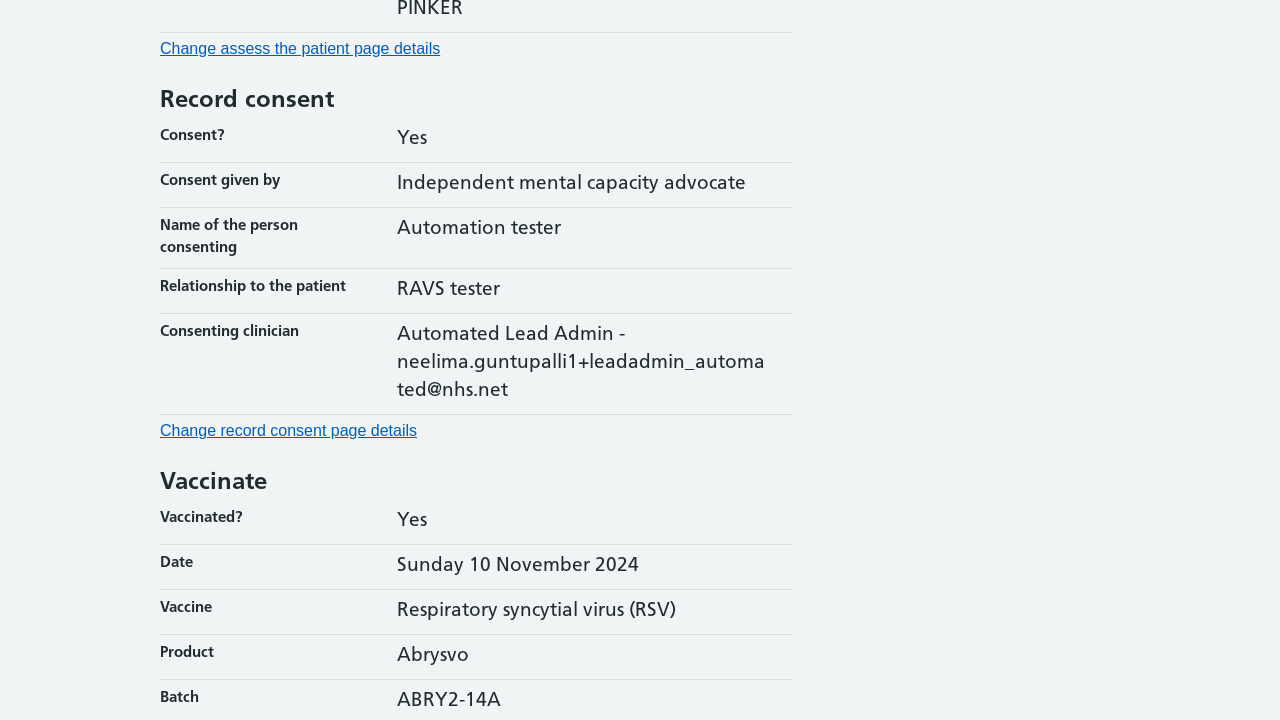 PINKER
Change assess the patient page details
Record consent
Consent? Yes
Consent given by Independent mental capacity advocate
Name of the person Automation tester
consenting
Relationship to the patient RAVS tester
Consenting clinician Automated Lead Admin -
neelima.guntupalli1+leadadmin_automa
ted@nhs.net
Change record consent page details
Vaccinate
Vaccinated? Yes
Date Sunday 10 November 2024
Vaccine Respiratory syncytial virus (RSV)
Product Abrysvo
Batch ABRY2-14A